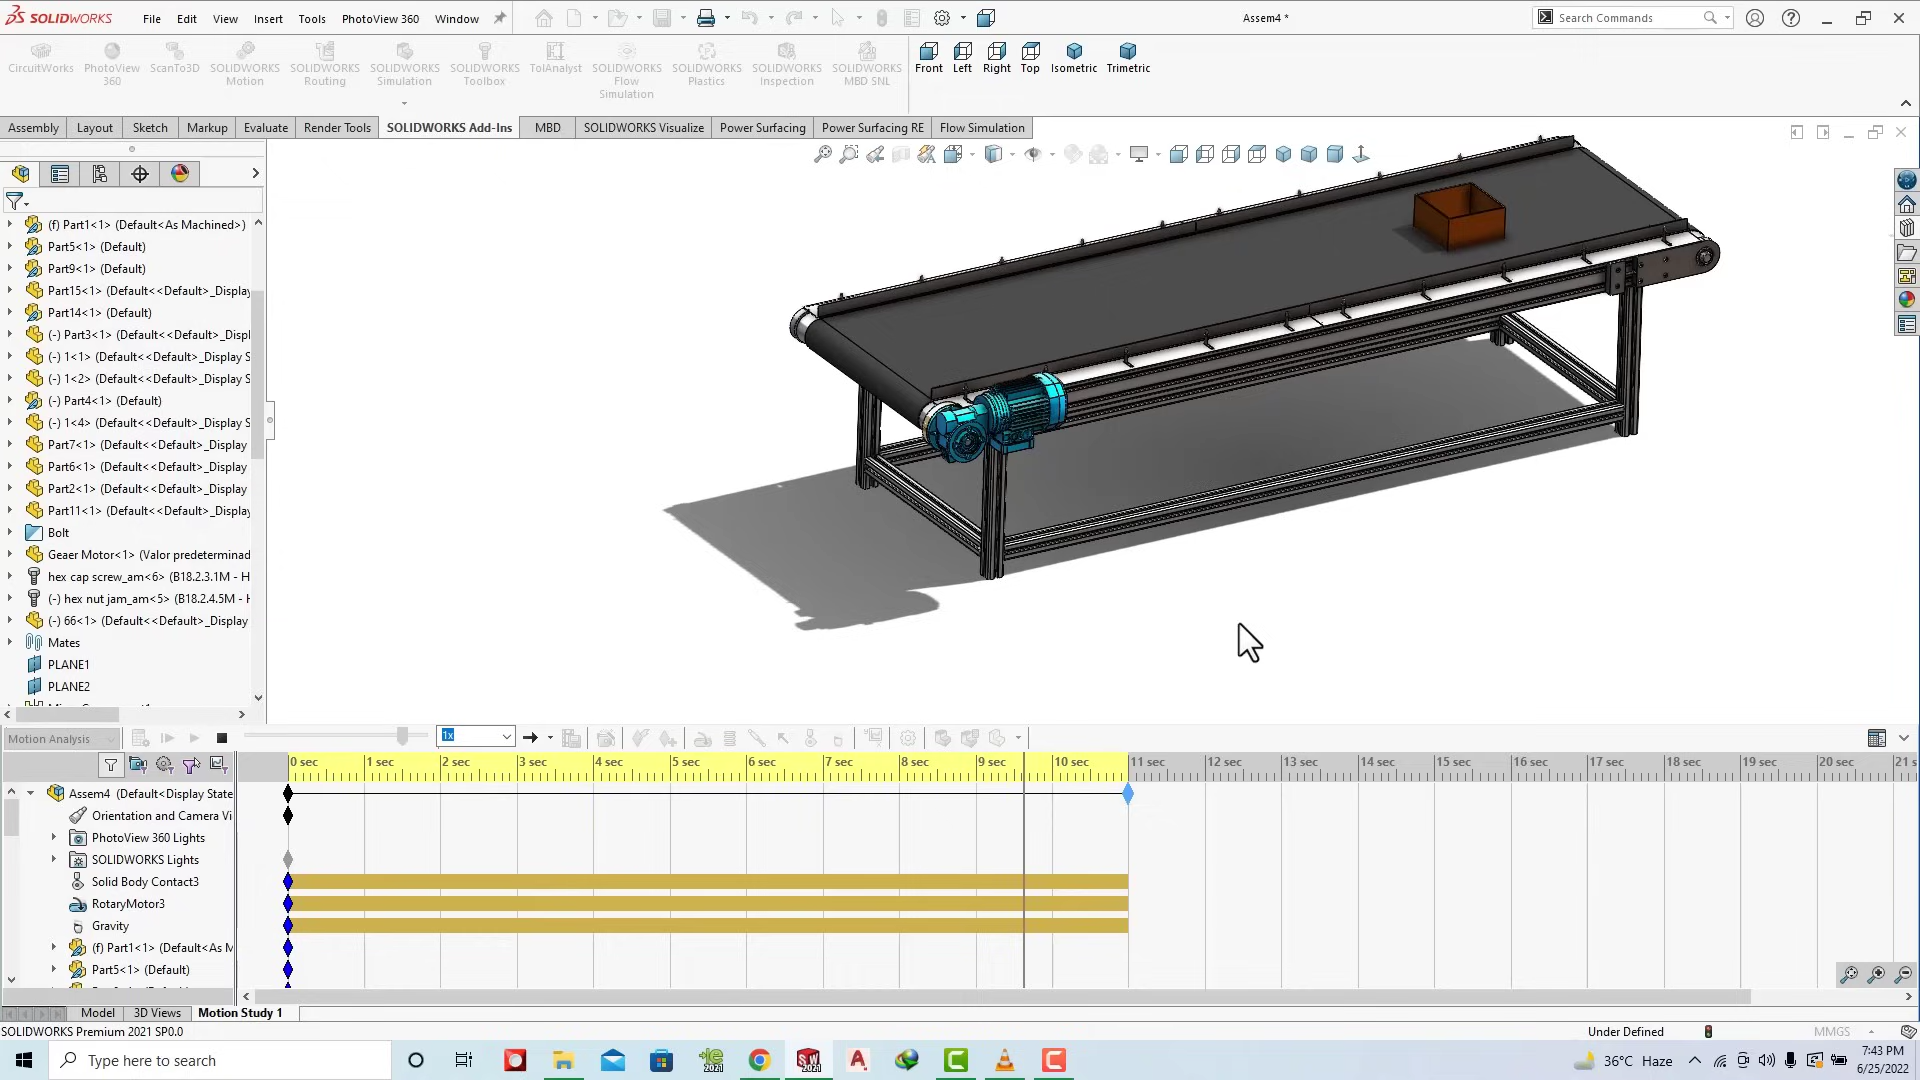 SOLIDWORKS File Edit View Insert Tools PhotoView 360 Window Assem4 * Search Commands
CircuitWorks PhotoView 360 ScanTo3D SOLIDWORKS Motion SOLIDWORKS Routing SOLIDWORKS Simulation SOLIDWORKS Toolbox TolAnalyst SOLIDWORKS Flow Simulation SOLIDWORKS Plastics SOLIDWORKS Inspection SOLIDWORKS MBD SNL Front Left Right Top Isometric Trimetric
Assembly Layout Sketch Markup Evaluate Render Tools SOLIDWORKS Add-Ins MBD SOLIDWORKS Visualize Power Surfacing Power Surfacing RE Flow Simulation
(f) Part1<1> (Default<As Machined>)
Part5<1> (Default)
Part9<1> (Default)
Part15<1> (Default<<Default>_Display
Part14<1> (Default)
(-) Part3<1> (Default<<Default>_Displ
(-) 1<1> (Default<<Default>_Display S
(-) 1<2> (Default<<Default>_Display S
(-) Part4<1> (Default)
(-) 1<4> (Default<<Default>_Display S
Part7<1> (Default<<Default>_Display
Part6<1> (Default<<Default>_Display
Part2<1> (Default<<Default>_Display
Part11<1> (Default<<Default>_Display
Bolt
Geaer Motor<1> (Valor predeterminad
hex cap screw_am<6> (B18.2.3.1M - H
(-) hex nut jam_am<5> (B18.2.4.5M - H
(-) 66<1> (Default<<Default>_Display
Mates
PLANE1
PLANE2
Motion Analysis 1x
0 sec 1 sec 2 sec 3 sec 4 sec 5 sec 6 sec 7 sec 8 sec 9 sec 10 sec 11 sec 12 sec 13 sec 14 sec 15 sec 16 sec 17 sec 18 sec 19 sec 20 sec 21 s
Assem4 (Default<Display State
Orientation and Camera Vi
PhotoView 360 Lights
SOLIDWORKS Lights
Solid Body Contact3
RotaryMotor3
Gravity
(f) Part1<1> (Default<As M
Part5<1> (Default)
Model 3D Views Motion Study 1
SOLIDWORKS Premium 2021 SP0.0 Under Defined MMGS
Type here to search 36°C Haze 7:43 PM
6/25/2022